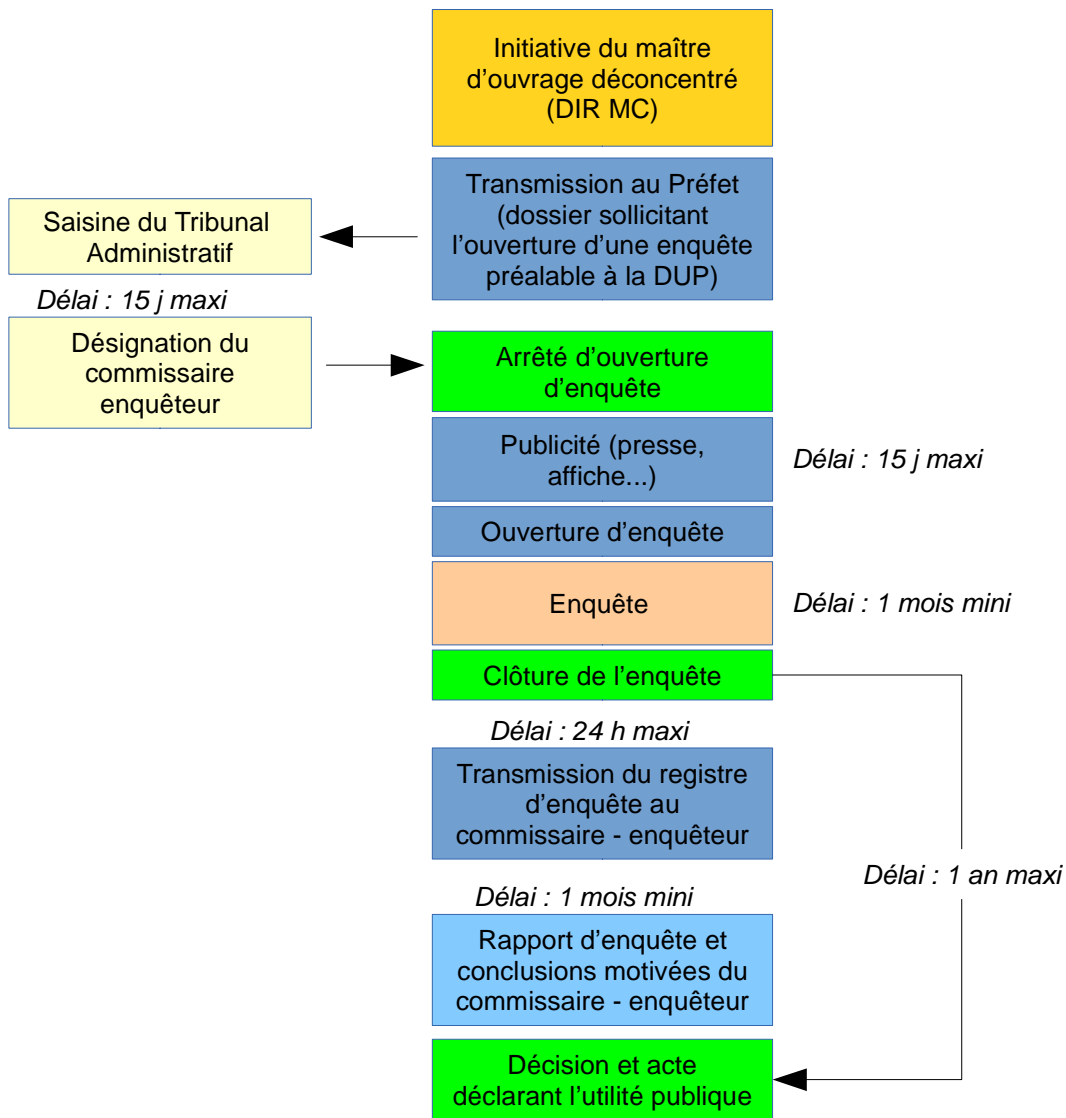 Initiative du maître
d’ouvrage déconcentré
(DIR MC)
Transmission au Préfet
(dossier sollicitant
l’ouverture d’une enquête
préalable à la DUP)
Saisine du Tribunal
Administratif
Délai : 15 j maxi
Désignation du
commissaire
enquêteur
Arrêté d’ouverture
d’enquête
Publicité (presse,
affiche...)
Délai : 15 j maxi
Ouverture d’enquête
Enquête
Délai : 1 mois mini
Clôture de l’enquête
Délai : 24 h maxi
Transmission du registre
d’enquête au
commissaire - enquêteur
Délai : 1 an maxi
Délai : 1 mois mini
Rapport d’enquête et
conclusions motivées du
commissaire - enquêteur
Décision et acte
déclarant l’utilité publique